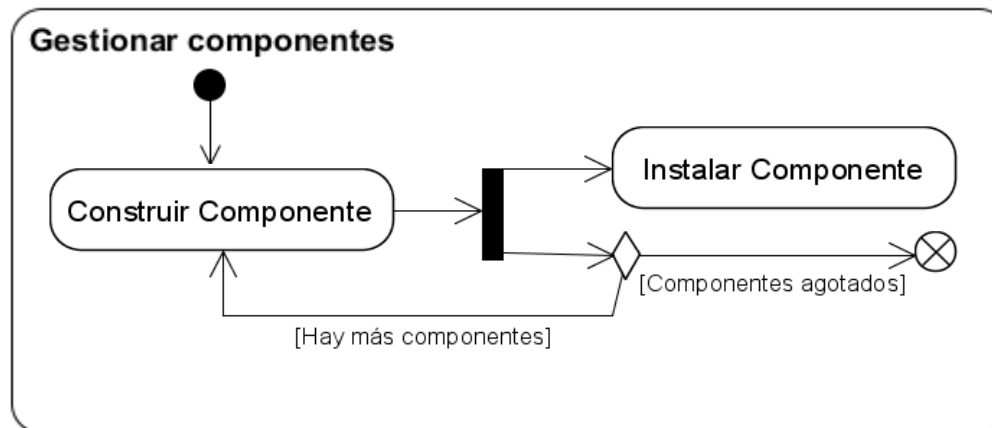 Gestionar componentes
Instalar Componente
Construir Componente
[Componentes agotados]
[Hay más componentes]